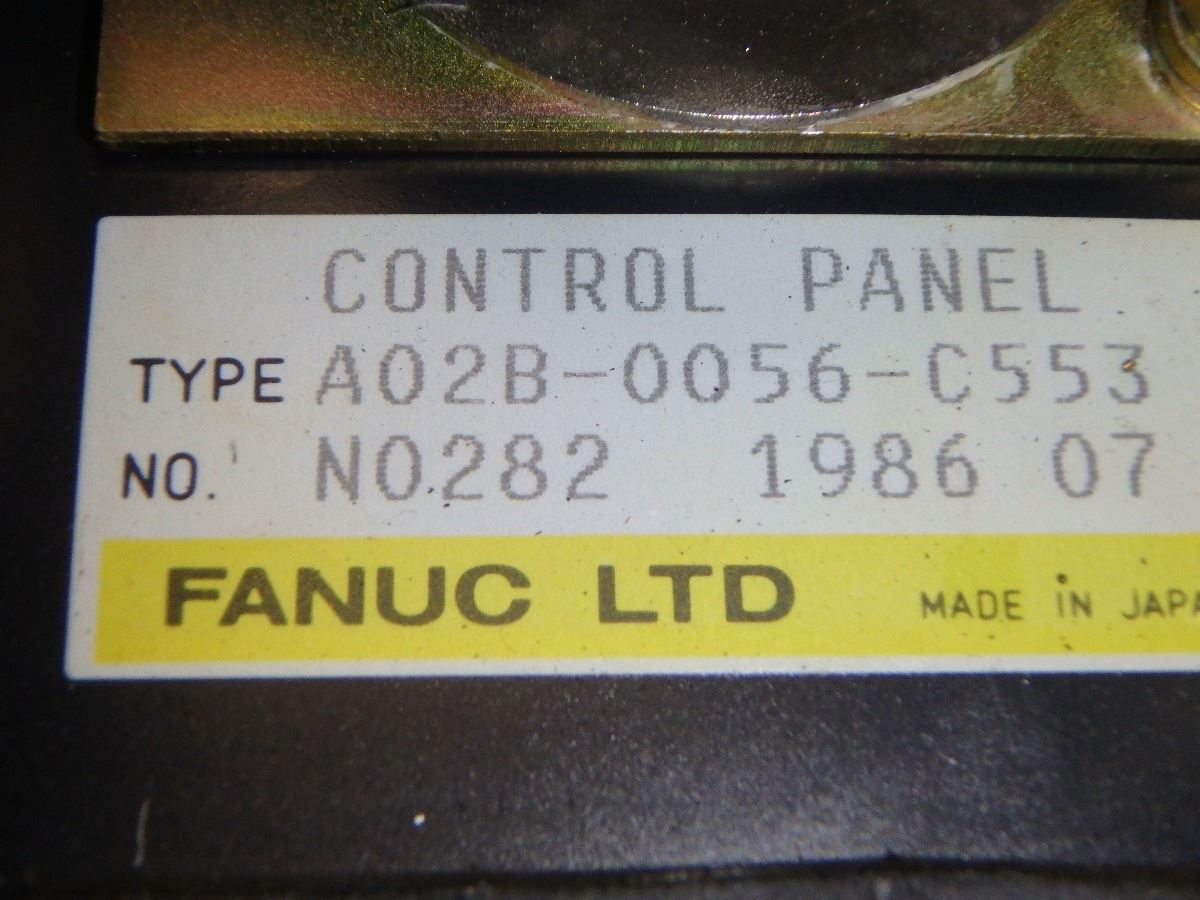 CONTROL PANEL
TYPE A02B-0056-C553
NO. N0282 1986 07
FANUC LTD MADE IN JAPA